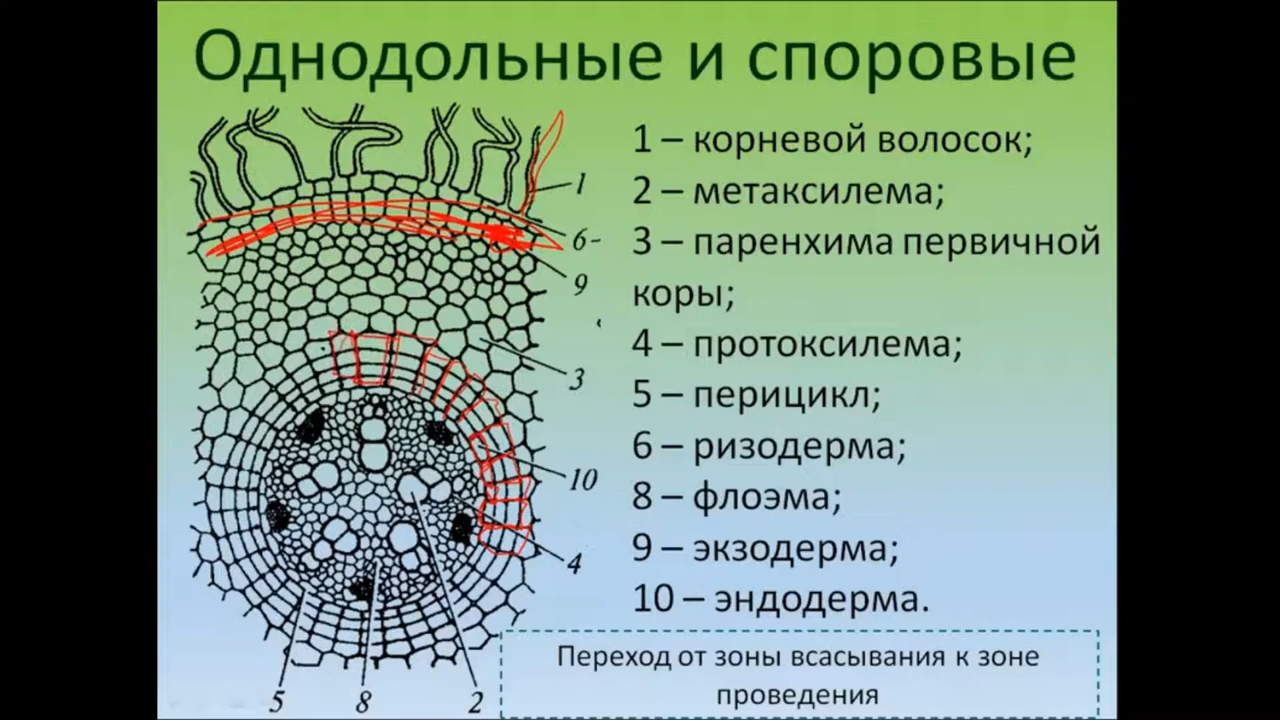 Однодольные и споровые
1 – корневой волосок;
2 – метаксилема;
3 – паренхима первичной
коры;
4 – протоксилема;
5 – перицикл;
6 – ризодерма;
8 – флоэма;
9 – экзодерма;
10 – эндодерма.
1
6-
9
3
10
4
5 8 2
Переход от зоны всасывания к зоне
проведения